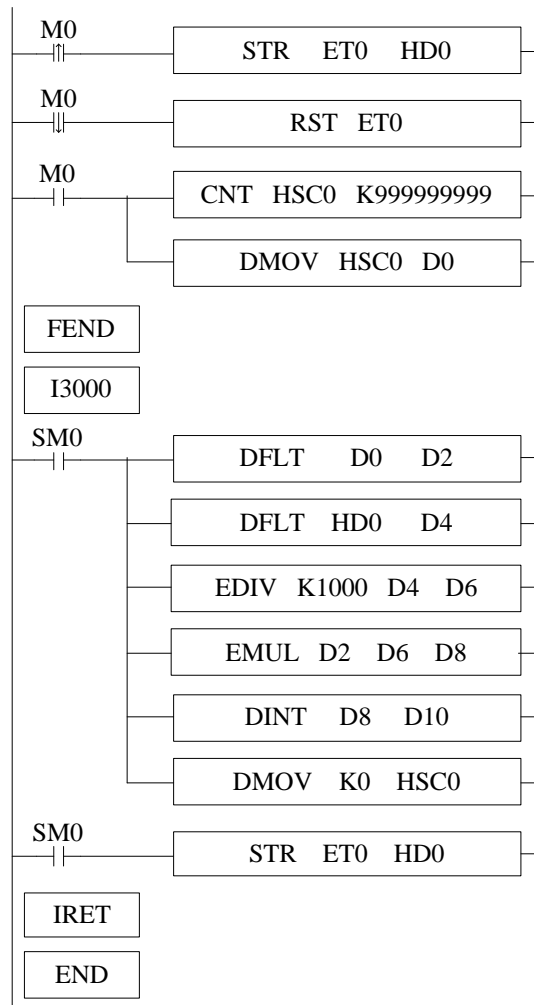 M0
STR ET0 HD0
M0
RST ET0
M0
CNT HSC0 K999999999
DMOV HSC0 D0
FEND
I3000
SM0
DFLT D0 D2
DFLT HD0 D4
EDIV K1000 D4 D6
EMUL D2 D6 D8
DINT D8 D10
DMOV K0 HSC0
SM0
STR ET0 HD0
IRET
END